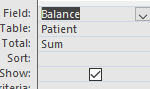 Field: Balance
Table: Patient
Total: Sum
Sort:
Show: